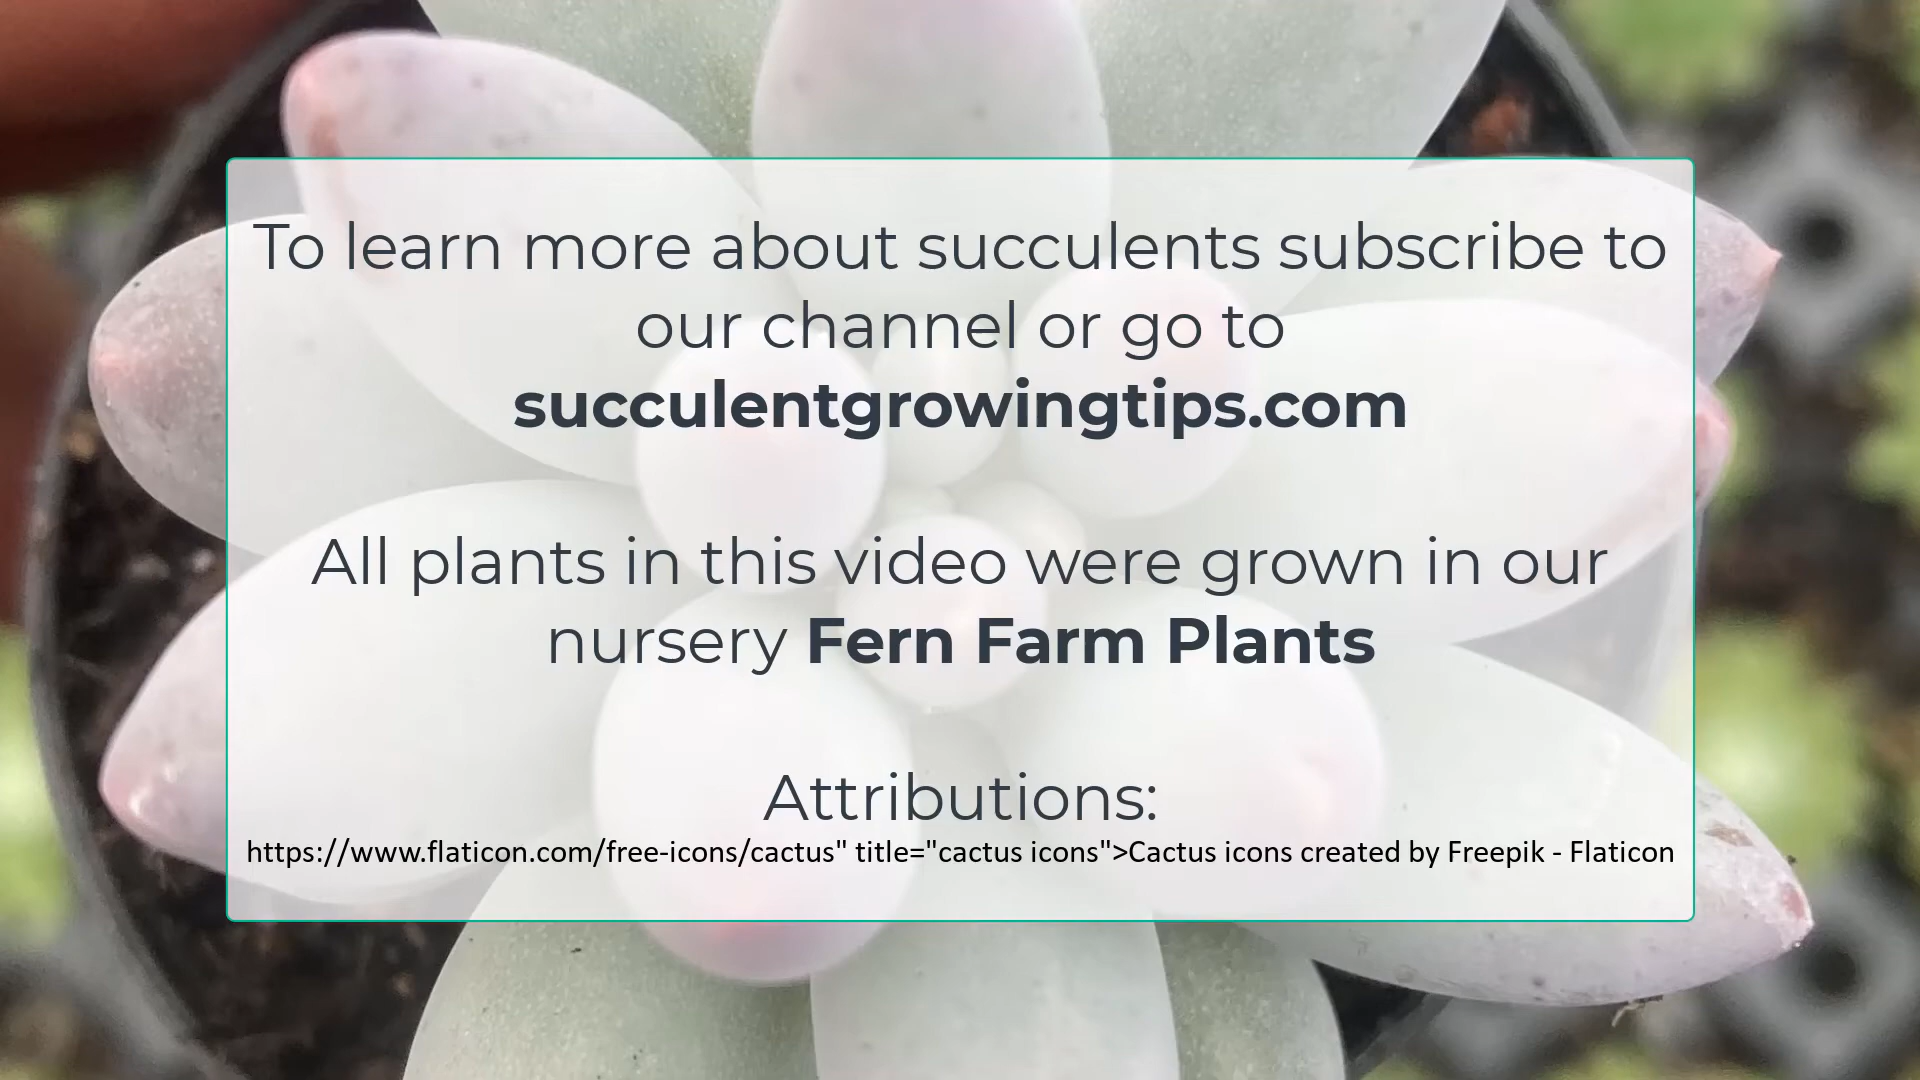 To learn more about succulents subscribe to
our channel or go to
succulentgrowingtips.com
All plants in this video were grown in our
nursery Fern Farm Plants
Attributions:
https://www.flaticon.com/free-icons/cactus" title="cactus icons">Cactus icons created by Freepik - Flaticon